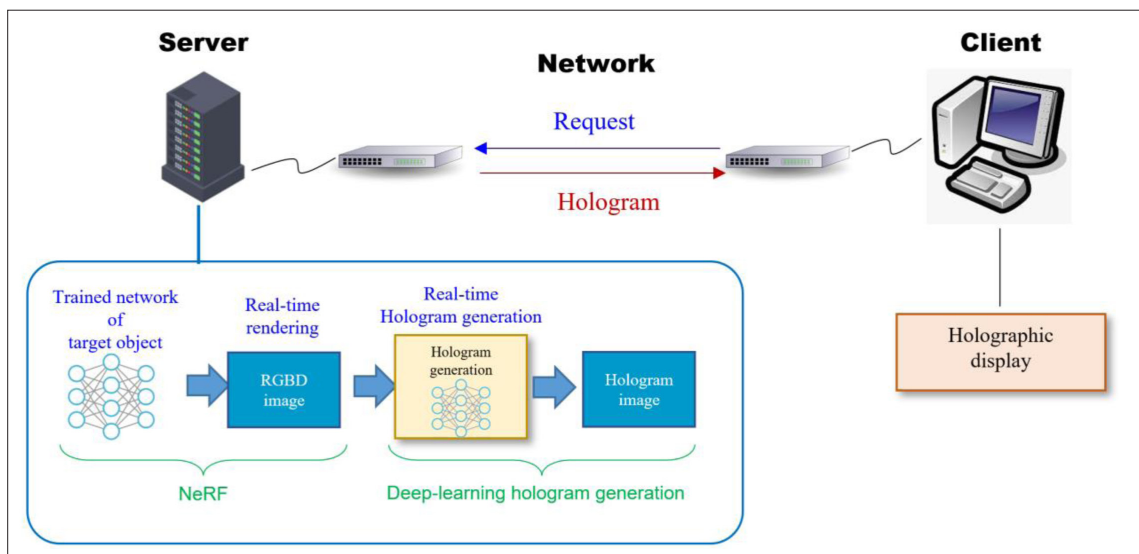 Server
Network
Client
Request
Hologram
Trained network
of
target object
Real-time
rendering
Real-time
Hologram generation
RGBD
image
Hologram
generation
Hologram
image
NeRF
Deep-learning hologram generation
Holographic
display